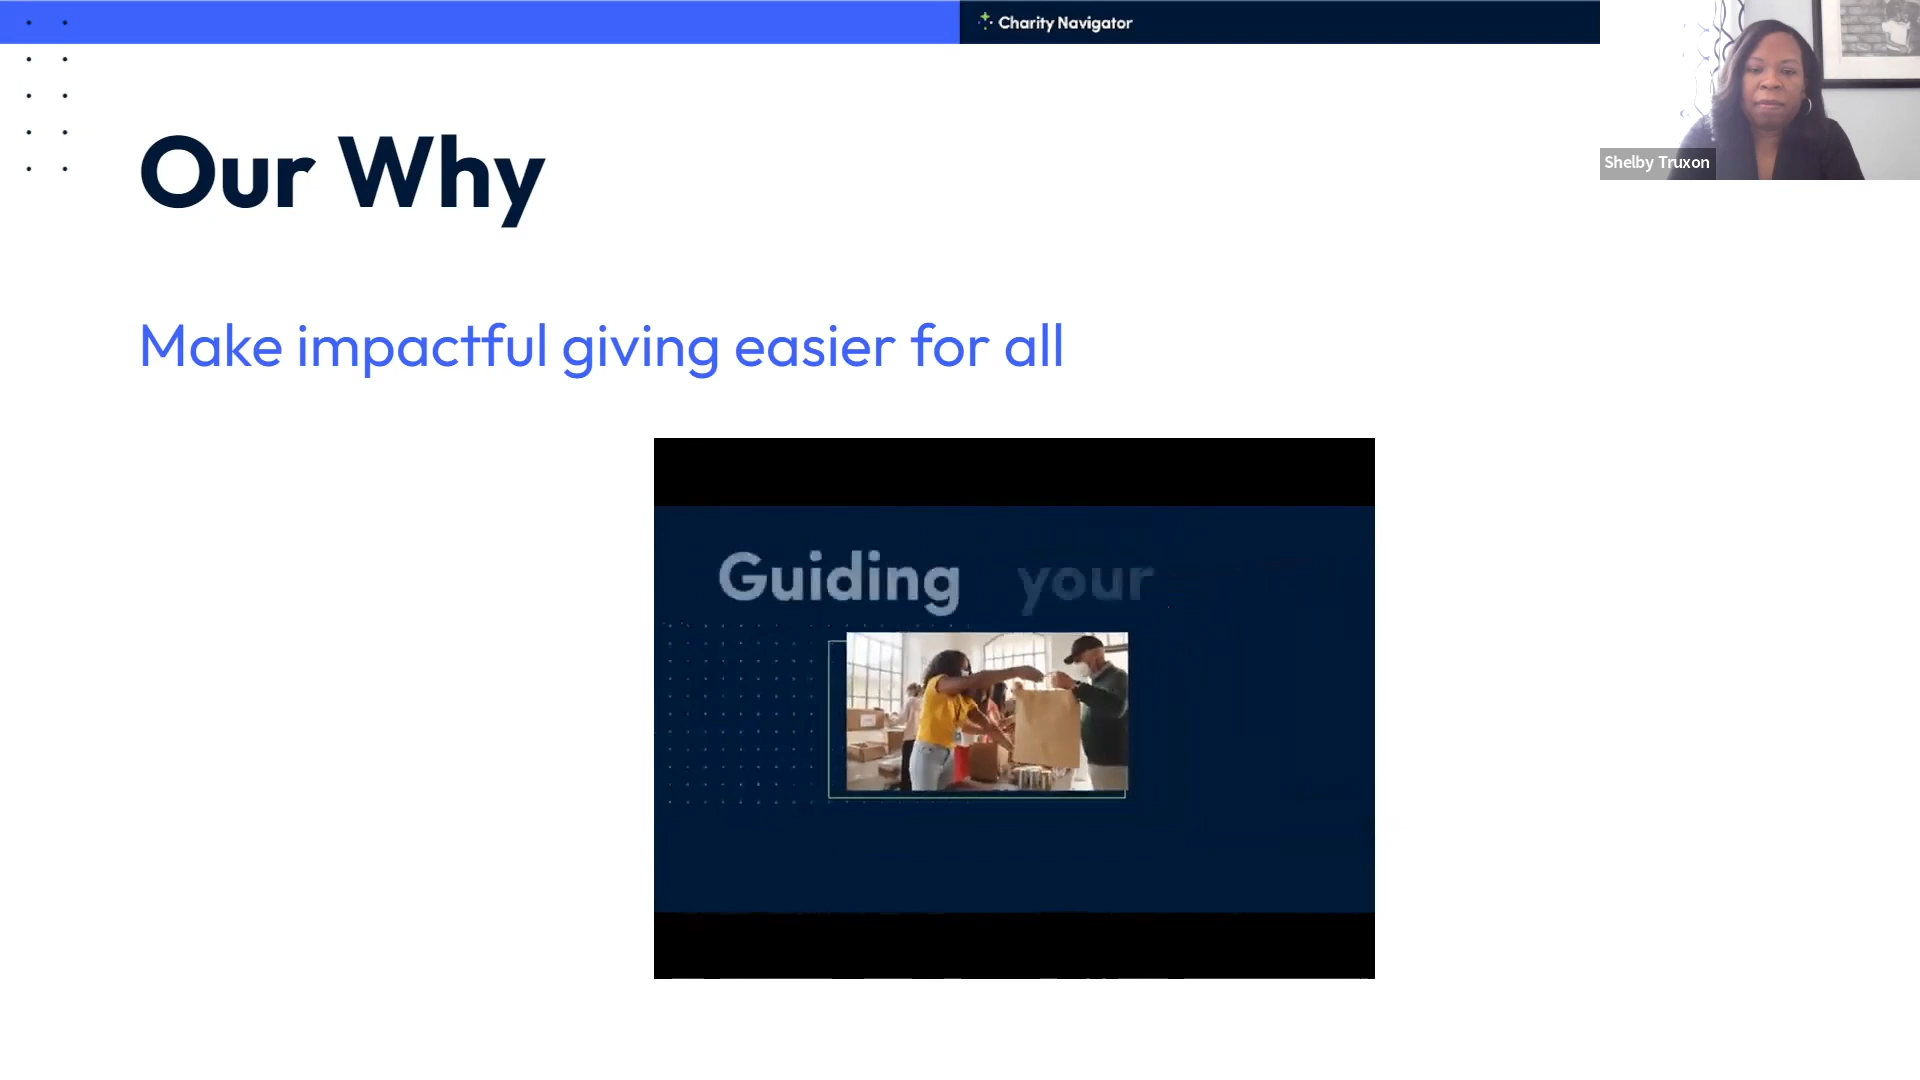 Charity Navigator
Shelby Truxon
Our Why
Make impactful giving easier for all
Guiding your